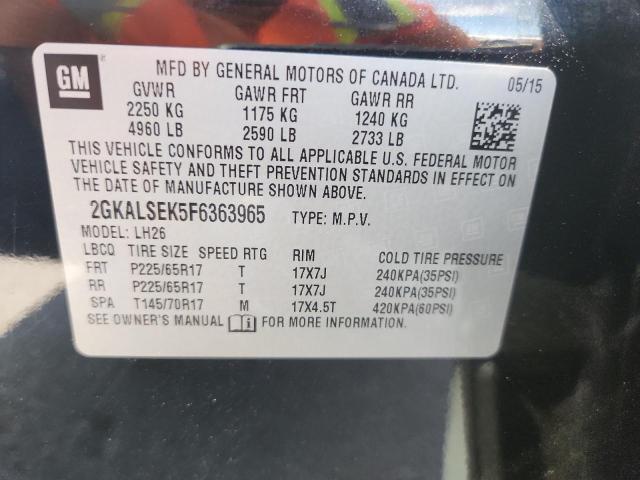 GM
MFD BY GENERAL MOTORS OF CANADA LTD. 05/15
GVWR GAWR FRT GAWR RR
2250 KG 1175 KG 1240 KG
4960 LB 2590 LB 2733 LB
THIS VEHICLE CONFORMS TO ALL APPLICABLE U.S. FEDERAL MOTOR
VEHICLE SAFETY AND THEFT PREVENTION STANDARDS IN EFFECT ON
THE DATE OF MANUFACTURE SHOWN ABOVE.
2GKALSEK5F6363965 TYPE: M.P.V.
MODEL: LH26
LBCQ TIRE SIZE SPEED RTG RIM COLD TIRE PRESSURE
FRT P225/65R17 T 17X7J 240KPA(35PSI)
RR P225/65R17 T 17X7J 240KPA(35PSI)
SPA T145/70R17 M 17X4.5T 420KPA(60PSI)
SEE OWNER'S MANUAL FOR MORE INFORMATION.